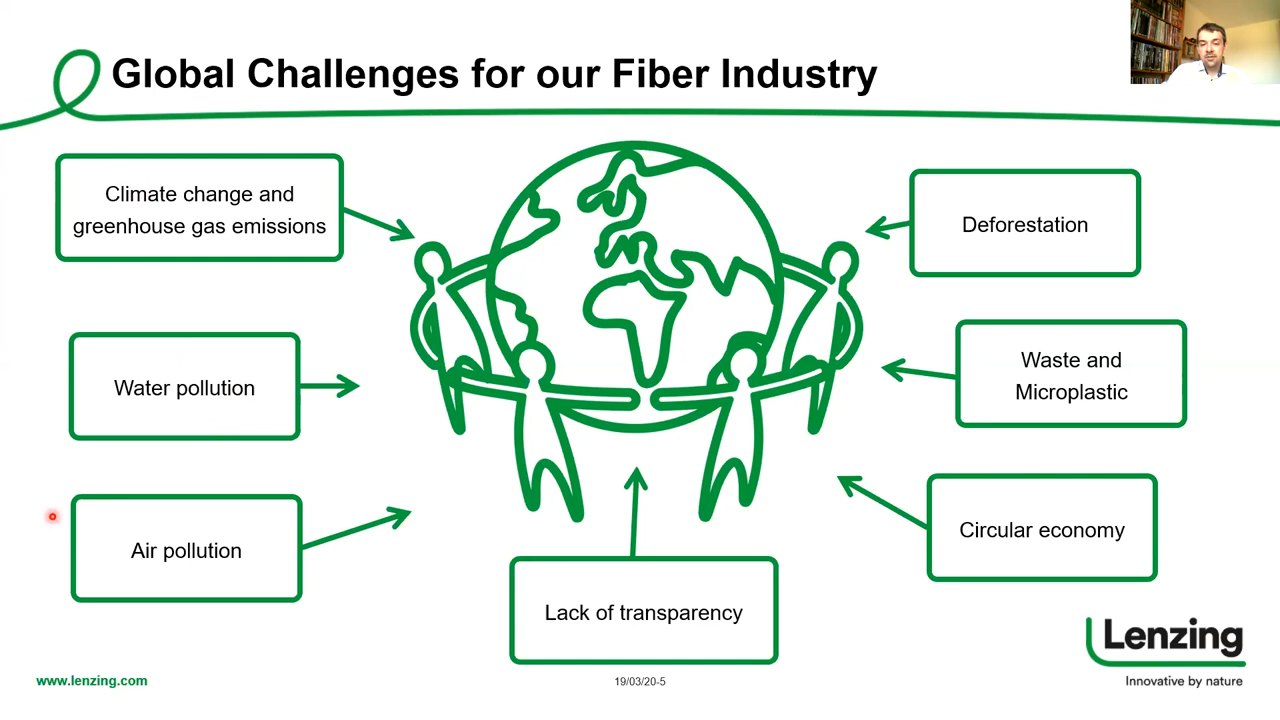 Global Challenges for our Fiber Industry
Climate change and
greenhouse gas emissions
Deforestation
Water pollution
Waste and
Microplastic
Air pollution
Circular economy
Lack of transparency
Lenzing
Innovative by nature
www.lenzing.com
19/03/20-5